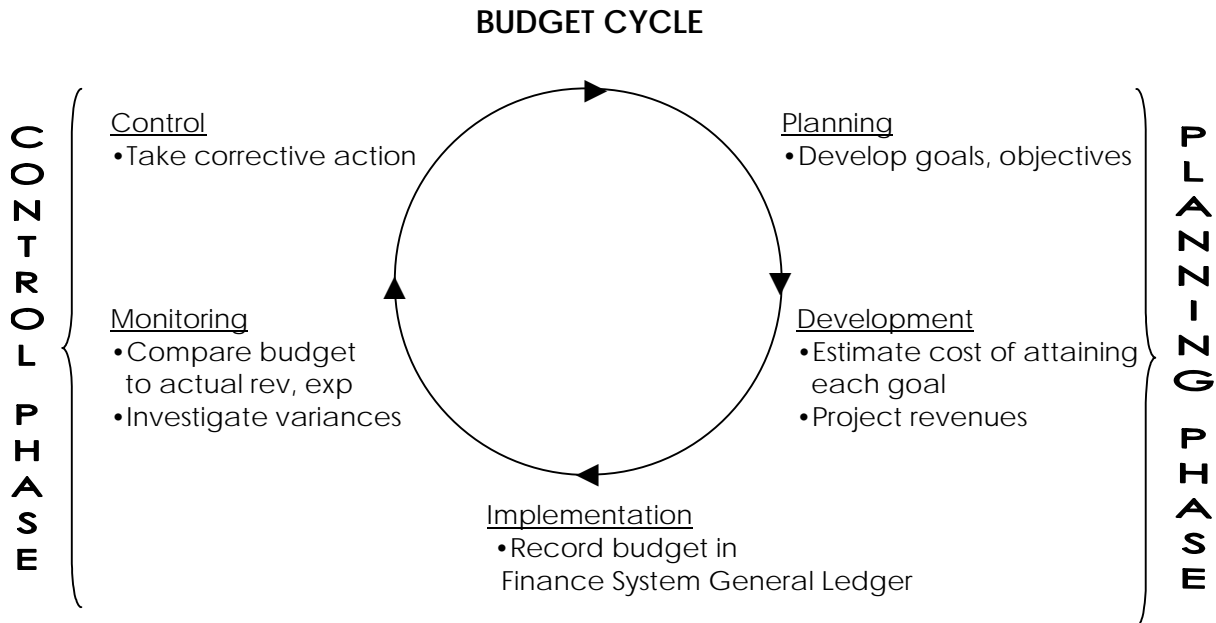 BUDGET CYCLE
CONTROL PHASE
Control
•Take corrective action
Monitoring
•Compare budget
to actual rev, exp
•Investigate variances
Planning
•Develop goals, objectives
Development
•Estimate cost of attaining
each goal
•Project revenues
Implementation
•Record budget in
Finance System General Ledger
PLANNING PHASE